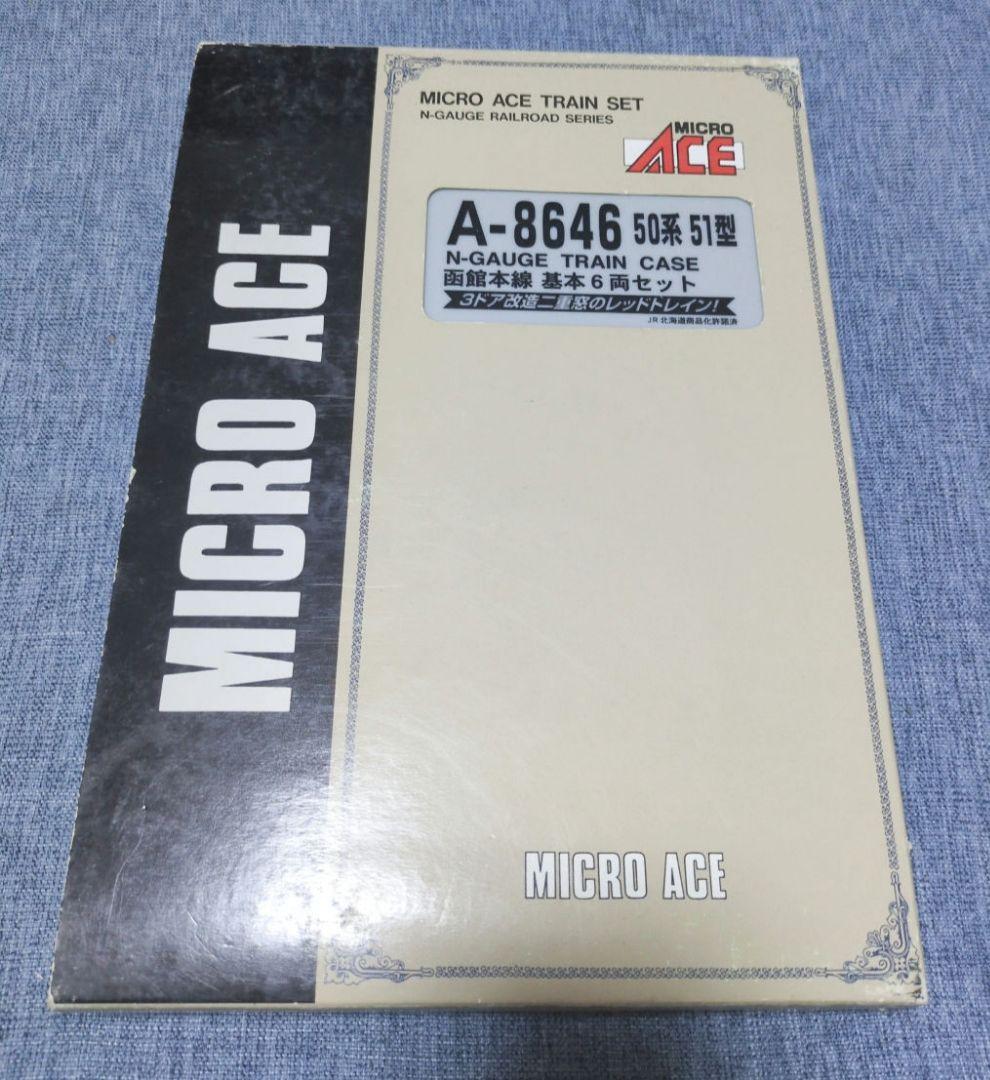 MICRO ACE
MICRO ACE TRAIN SET
N-GAUGE RAILROAD SERIES
MICRO
ACE
A-8646 50系 51型
N-GAUGE TRAIN CASE
函館本線 基本6両セット
3ドア改造二重窓のレッドトレイン!
JR北海道商品化許諾済
MICRO ACE